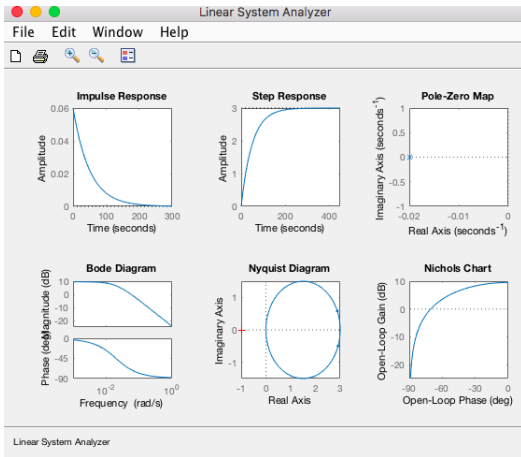 Linear System Analyzer
File Edit Window Help
Impulse Response
Amplitude
0.06
0.04
0.02
0
0 100 200 300
Time (seconds)
Step Response
Amplitude
3
2
1
0
0 200 400
Time (seconds)
Pole-Zero Map
Imaginary Axis (seconds⁻¹)
1
0.5
0
-0.5
-1
-0.02 -0.01 0
Real Axis (seconds⁻¹)
Bode Diagram
Magnitude (dB)
10
0
-10
-20
Phase (deg)
0
-45
-90
10⁻² 10⁰
Frequency (rad/s)
Nyquist Diagram
Imaginary Axis
1
0
-1
-1 0 1 2 3
Real Axis
Nichols Chart
Open-Loop Gain (dB)
10
0
-10
-20
-90 -60 -30 0
Open-Loop Phase (deg)
Linear System Analyzer